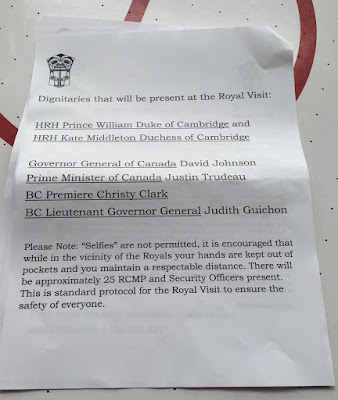 Dignitaries that will be present at the Royal Visit:
HRH Prince William Duke of Cambridge and
HRH Kate Middleton Duchess of Cambridge
Governor General of Canada David Johnson
Prime Minister of Canada Justin Trudeau
BC Premiere Christy Clark
BC Lieutenant Governor General Judith Guichon
Please Note: “Selfies” are not permitted, it is encouraged that
while in the vicinity of the Royals your hands are kept out of
pockets and you maintain a respectable distance. There will
be approximately 25 RCMP and Security Officers present.
This is standard protocol for the Royal Visit to ensure the
safety of everyone.